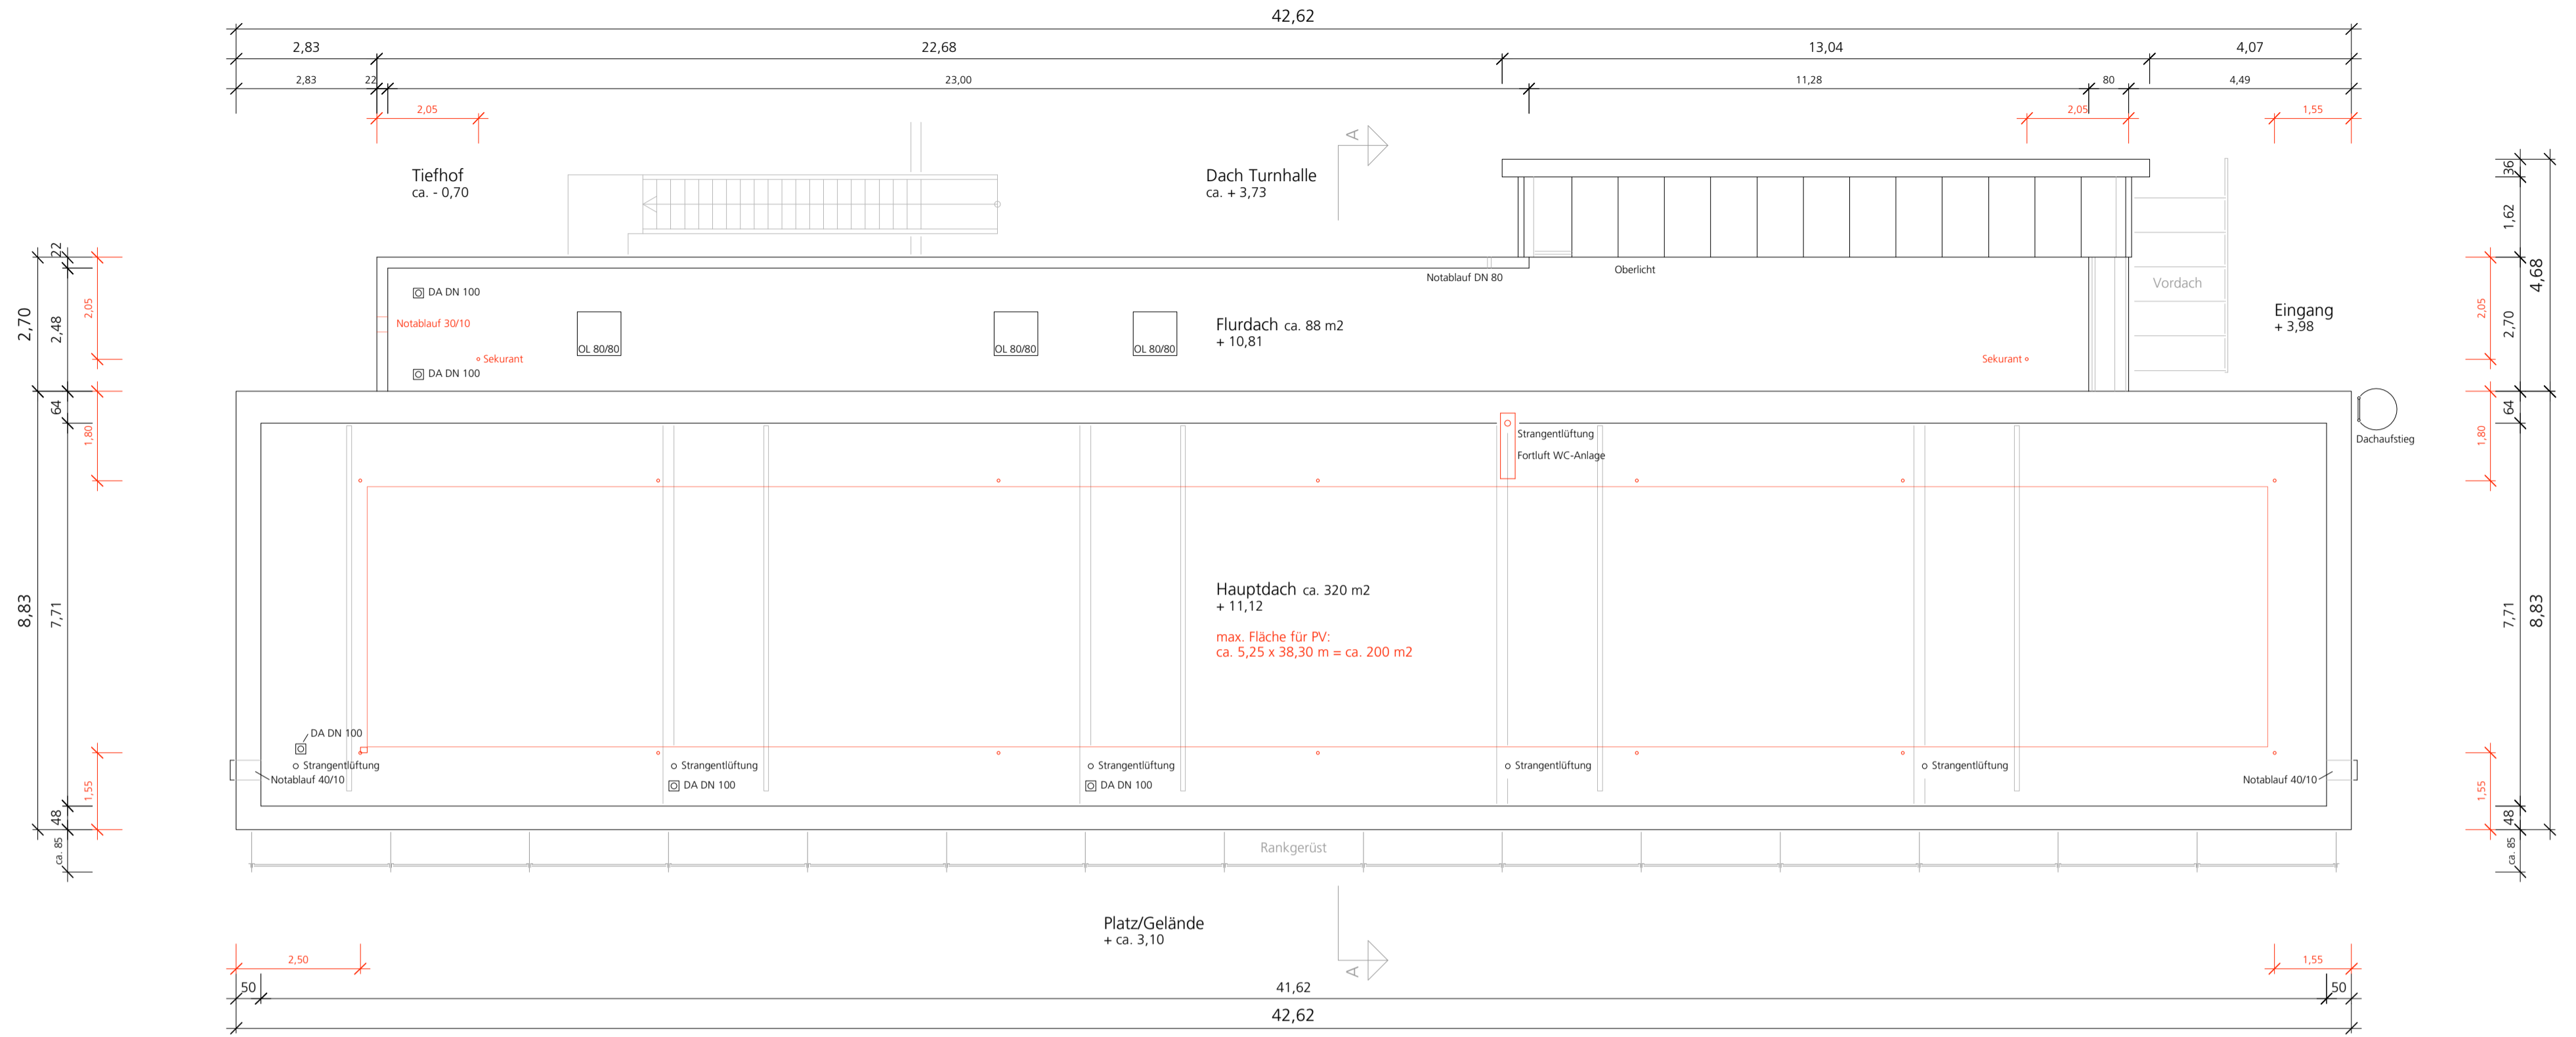 42,62
2,83 22,68 13,04 4,07
2,83 22 23,00 11,28 80 4,49
2,05 2,05 1,55
A
Tiefhof
ca. - 0,70
Dach Turnhalle
ca. + 3,73
36
1,62
4,68
22
2,70
2,48
2,05
Notablauf DN 80
Oberlicht
Vordach
Eingang
+ 3,98
2,05
2,70
DA DN 100
Notablauf 30/10
Sekurant
DA DN 100
OL 80/80
OL 80/80
OL 80/80
Flurdach ca. 88 m2
+ 10,81
Sekurant
64
1,80
Strangentlüftung
Fortluft WC-Anlage
Dachaufstieg
64
1,80
8,83
7,71
Hauptdach ca. 320 m2
+ 11,12
max. Fläche für PV:
ca. 5,25 x 38,30 m = ca. 200 m2
7,71
8,83
DA DN 100
Strangentlüftung
Notablauf 40/10
Strangentlüftung
DA DN 100
Strangentlüftung
DA DN 100
Strangentlüftung
Strangentlüftung
Notablauf 40/10
1,55
48
ca. 85
1,55
48
ca. 85
Rankgerüst
Platz/Gelände
+ ca. 3,10
A
2,50 1,55
50 41,62 50
42,62